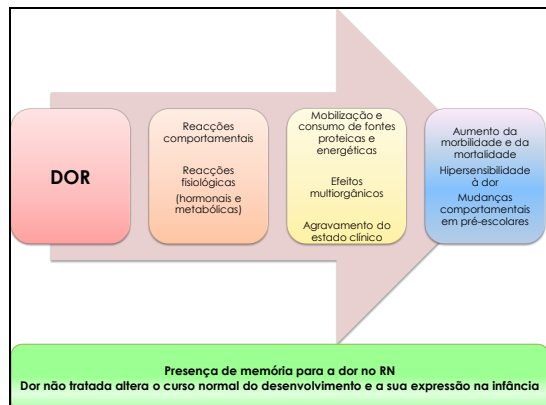 DOR
Reacções
comportamentais
Reacções
fisiológicas
(hormonais e
metabólicas)
Mobilização e
consumo de fontes
proteicas e
energéticas
Efeitos
multiorgânicos
Agravamento do
estado clínico
Aumento da
morbilidade e da
mortalidade
Hipersensibilidade
à dor
Mudanças
comportamentais
em pré-escolares
Presença de memória para a dor no RN
Dor não tratada altera o curso normal do desenvolvimento e a sua expressão na infância